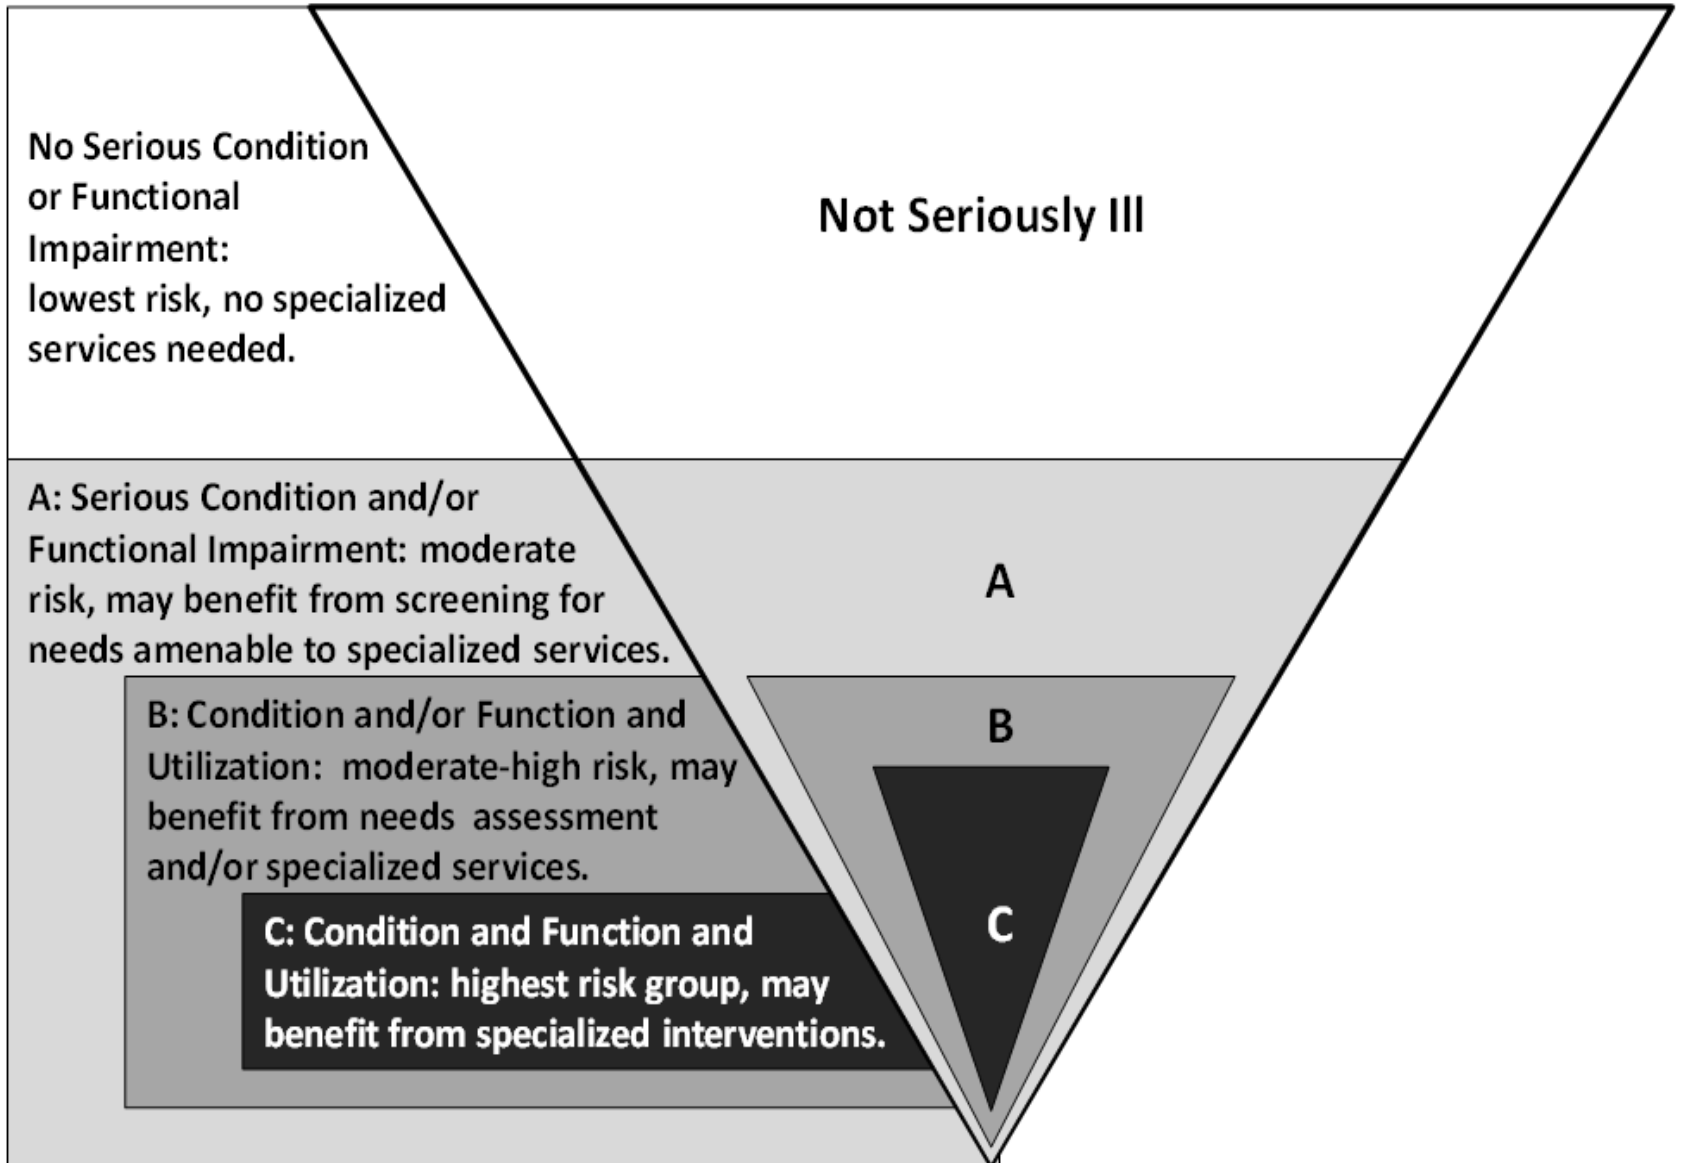 No Serious Condition
or Functional
Impairment:
lowest risk, no specialized
services needed.
Not Seriously Ill
A: Serious Condition and/or
Functional Impairment: moderate
risk, may benefit from screening for
needs amenable to specialized services.
A
B: Condition and/or Function and
Utilization:  moderate-high risk, may
benefit from needs  assessment
and/or specialized services.
B
C: Condition and Function and
Utilization: highest risk group, may
benefit from specialized interventions.
C